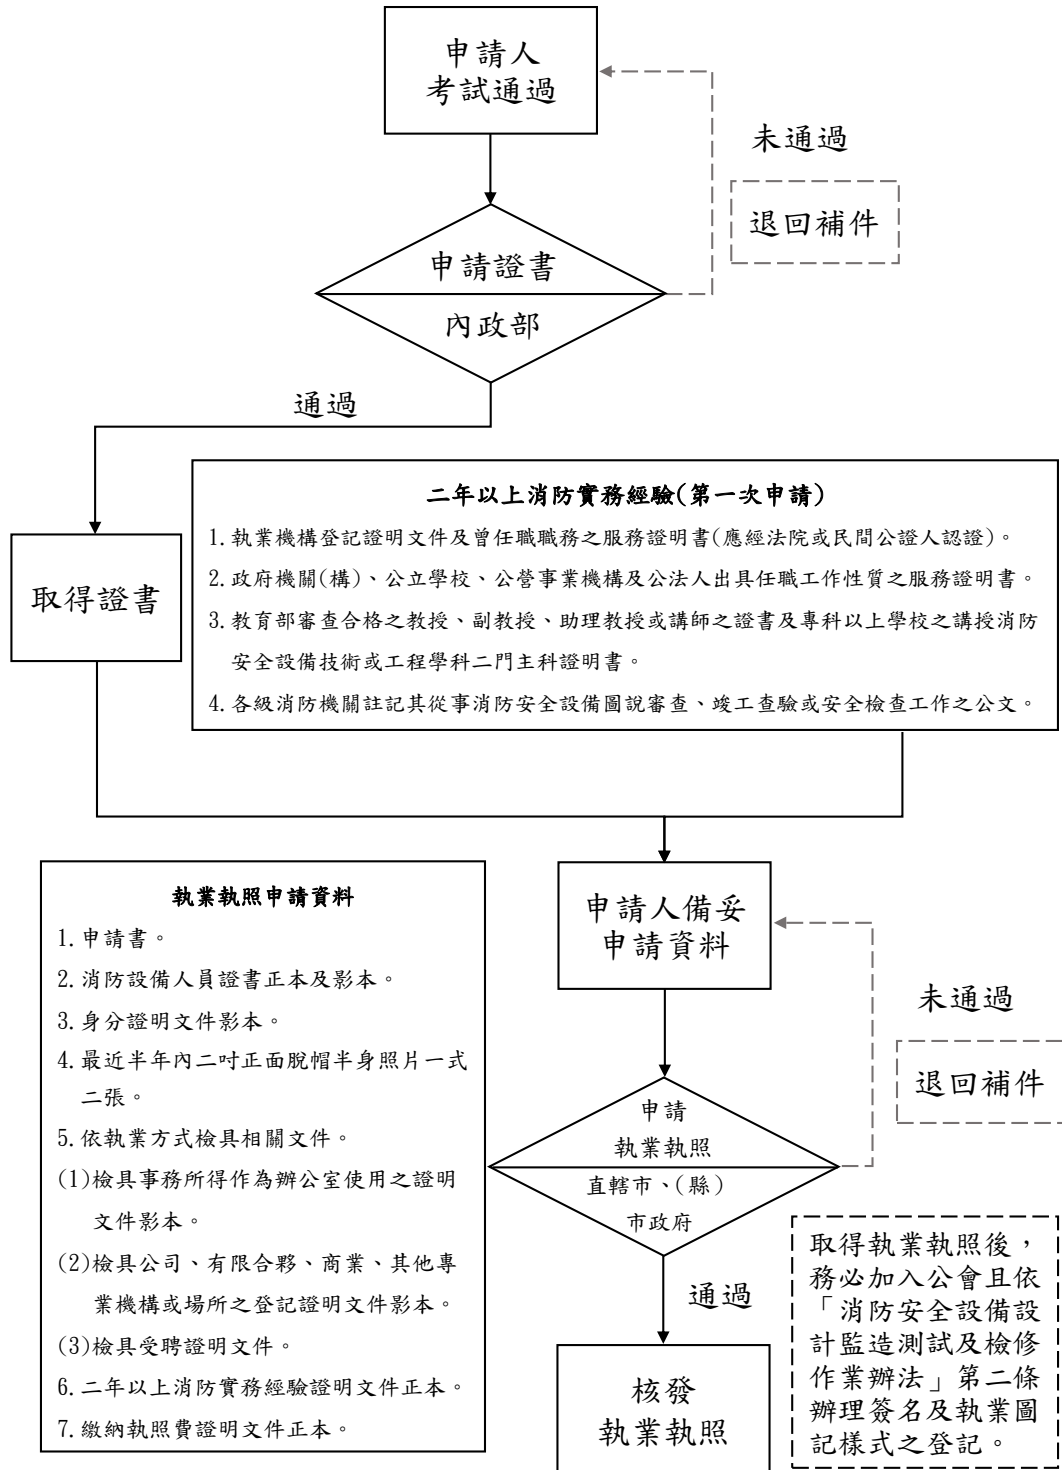 申請人
考試通過
未通過
退回補件
申請證書
內政部
通過
二年以上消防實務經驗(第一次申請)
1.執業機構登記證明文件及曾任職職務之服務證明書(應經法院或民間公證人認證)。
2.政府機關(構)、公立學校、公營事業機構及公法人出具任職工作性質之服務證明書。
3.教育部審查合格之教授、副教授、助理教授或講師之證書及專科以上學校之講授消防
安全設備技術或工程學科二門主科證明書。
4.各級消防機關註記其從事消防安全設備圖說審查、竣工查驗或安全檢查工作之公文。
取得證書
執業執照申請資料
1.申請書。
2.消防設備人員證書正本及影本。
3.身分證明文件影本。
4.最近半年內二吋正面脫帽半身照片一式
二張。
5.依執業方式檢具相關文件。
(1)檢具事務所得作為辦公室使用之證明
文件影本。
(2)檢具公司、有限合夥、商業、其他專
業機構或場所之登記證明文件影本。
(3)檢具受聘證明文件。
6.二年以上消防實務經驗證明文件正本。
7.繳納執照費證明文件正本。
申請人備妥
申請資料
未通過
退回補件
申請
執業執照
直轄市、(縣)
市政府
通過
核發
執業執照
取得執業執照後，
務必加入公會且依
「消防安全設備設
計監造測試及檢修
作業辦法」第二條
辦理簽名及執業圖
記樣式之登記。